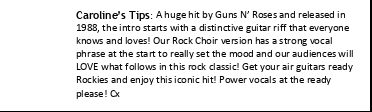 Caroline's Tips: A huge hit by Guns N' Roses and released in
1988, the intro starts with a distinctive guitar riff that everyone
knows and loves! Our Rock Choir version has a strong vocal
phrase at the start to really set the mood and our audiences will
LOVE what follows in this rock classic! Get your air guitars ready
Rockies and enjoy this iconic hit! Power vocals at the ready
please! Cx